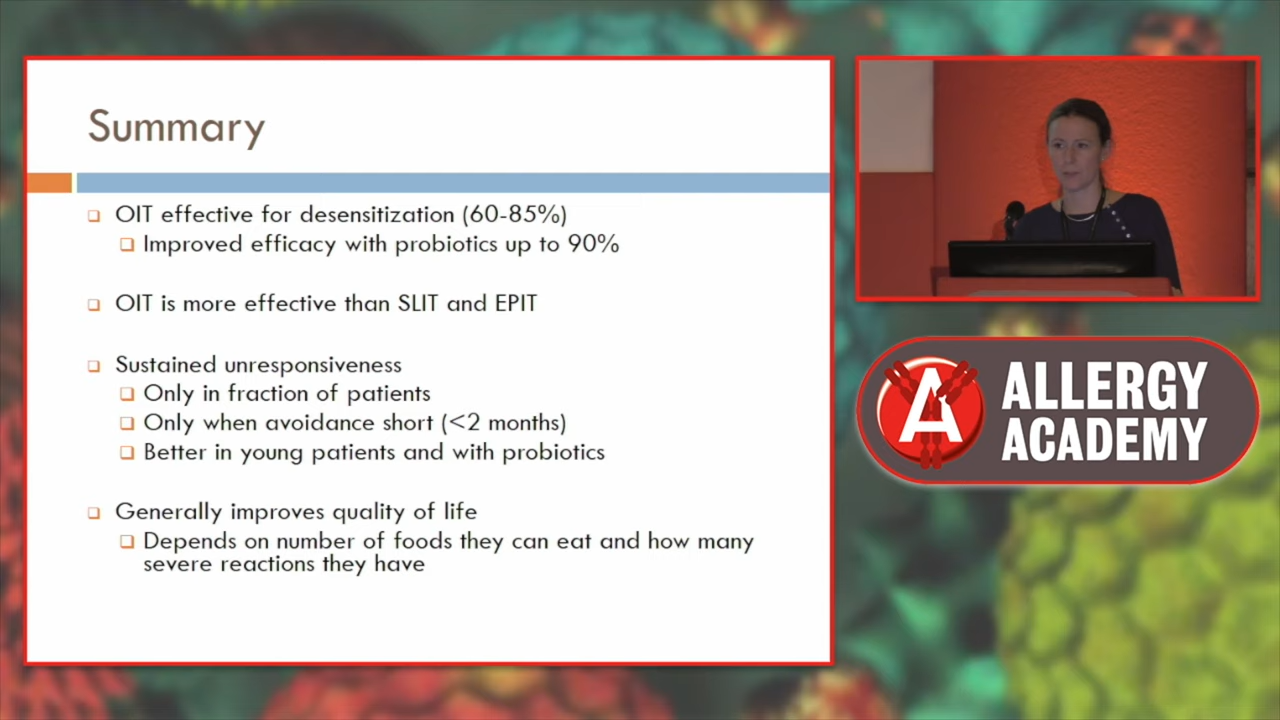 Summary
OIT effective for desensitization (60-85%)
Improved efficacy with probiotics up to 90%
OIT is more effective than SLIT and EPIT
Sustained unresponsiveness
Only in fraction of patients
Only when avoidance short (<2 months)
Better in young patients and with probiotics
Generally improves quality of life
Depends on number of foods they can eat and how many
severe reactions they have
A
ALLERGY
ACADEMY